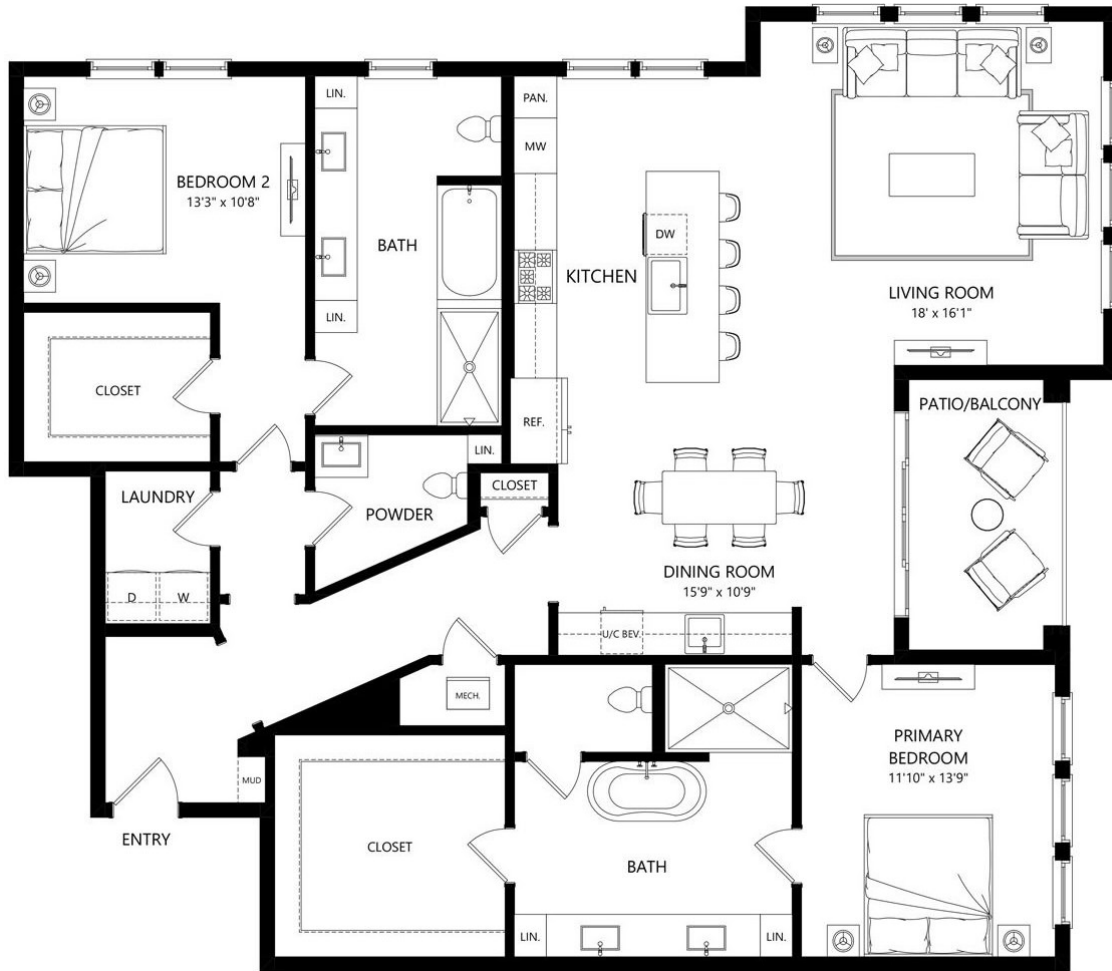 LIN.
PAN.
MW
BEDROOM 2
13'3" x 10'8"
BATH
DW
KITCHEN
LIVING ROOM
18' x 16'1"
LIN.
CLOSET
PATIO/BALCONY
REF.
LIN.
LAUNDRY
CLOSET
POWDER
DINING ROOM
15'9" x 10'9"
D
W
U/C BEV.
MECH.
PRIMARY
BEDROOM
11'10" x 13'9"
MUD
ENTRY
CLOSET
BATH
LIN.
LIN.